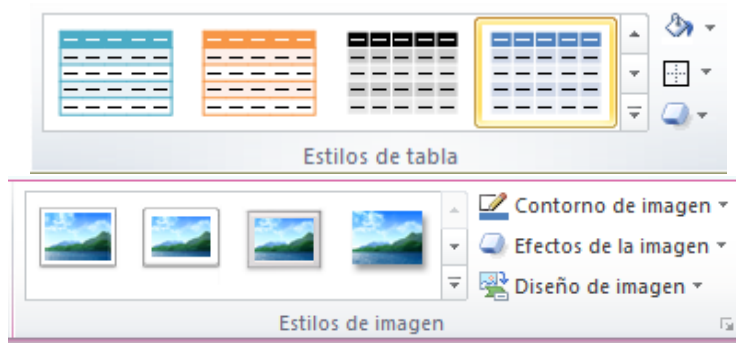 Estilos de tabla
Contorno de imagen
Efectos de la imagen
Diseño de imagen
Estilos de imagen